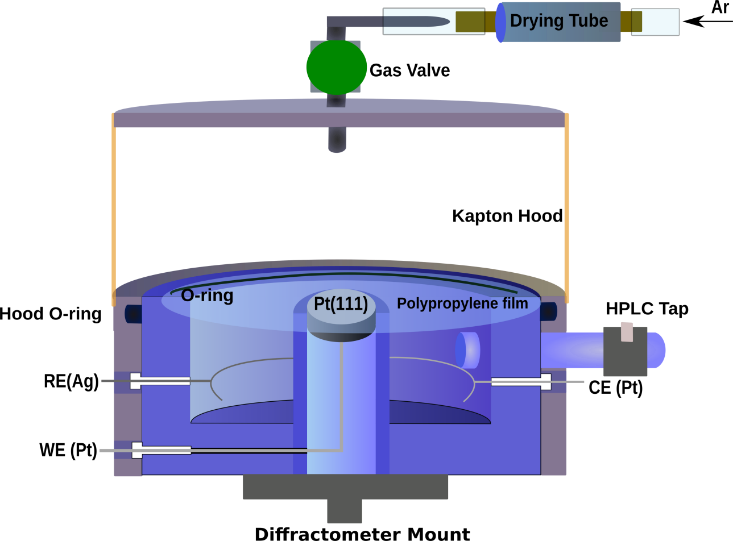 Ar
Drying Tube
Gas Valve
Kapton Hood
O-ring
Pt(111)
Polypropylene film
Hood O-ring
HPLC Tap
RE(Ag)
CE (Pt)
WE (Pt)
Diffractometer Mount